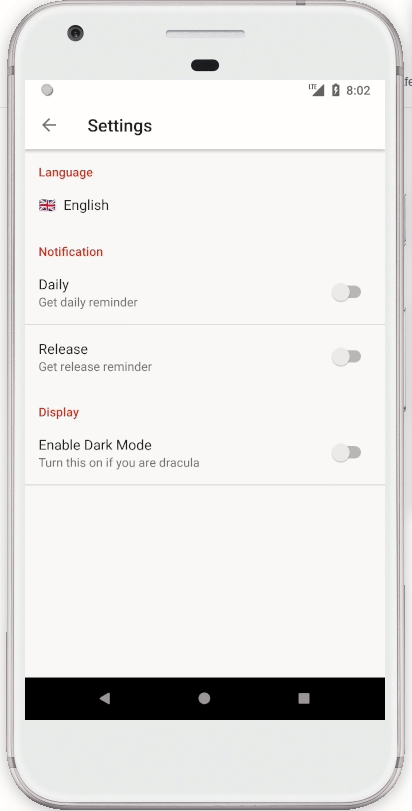 LTE 8:02
Settings
Language
English
Notification
Daily
Get daily reminder
Release
Get release reminder
Display
Enable Dark Mode
Turn this on if you are dracula